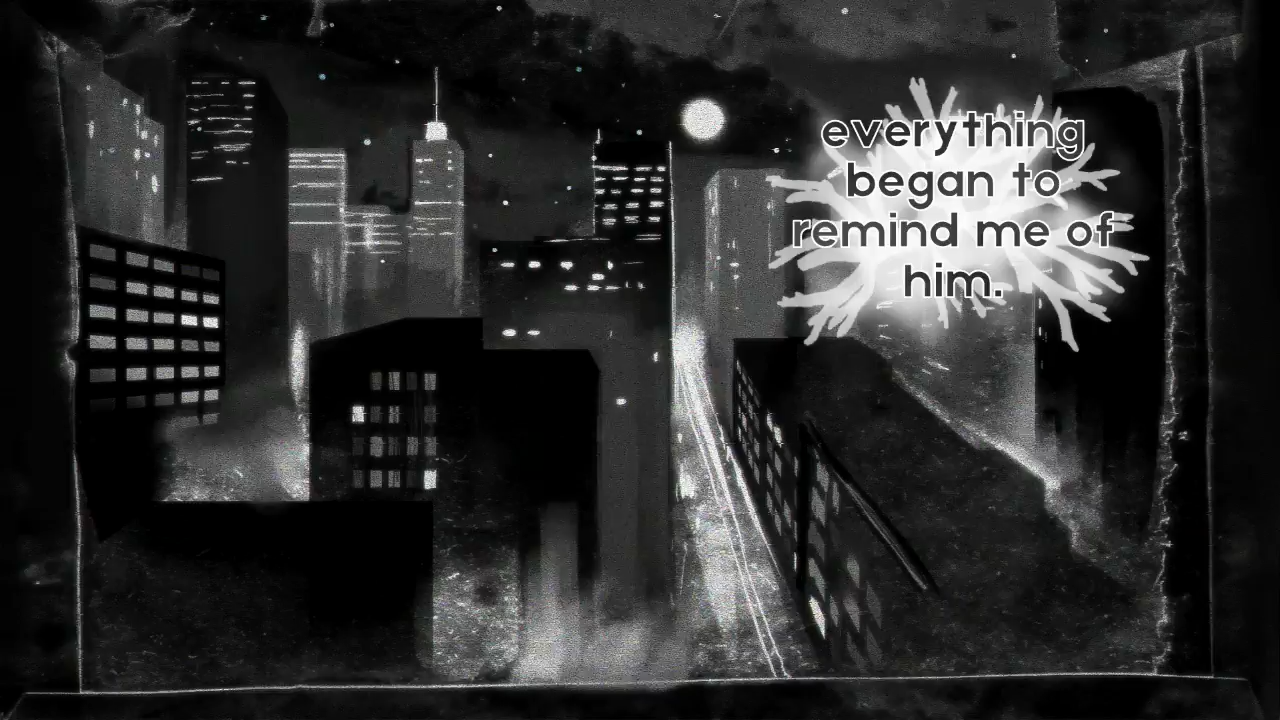 everything
began to
remind me of
him.